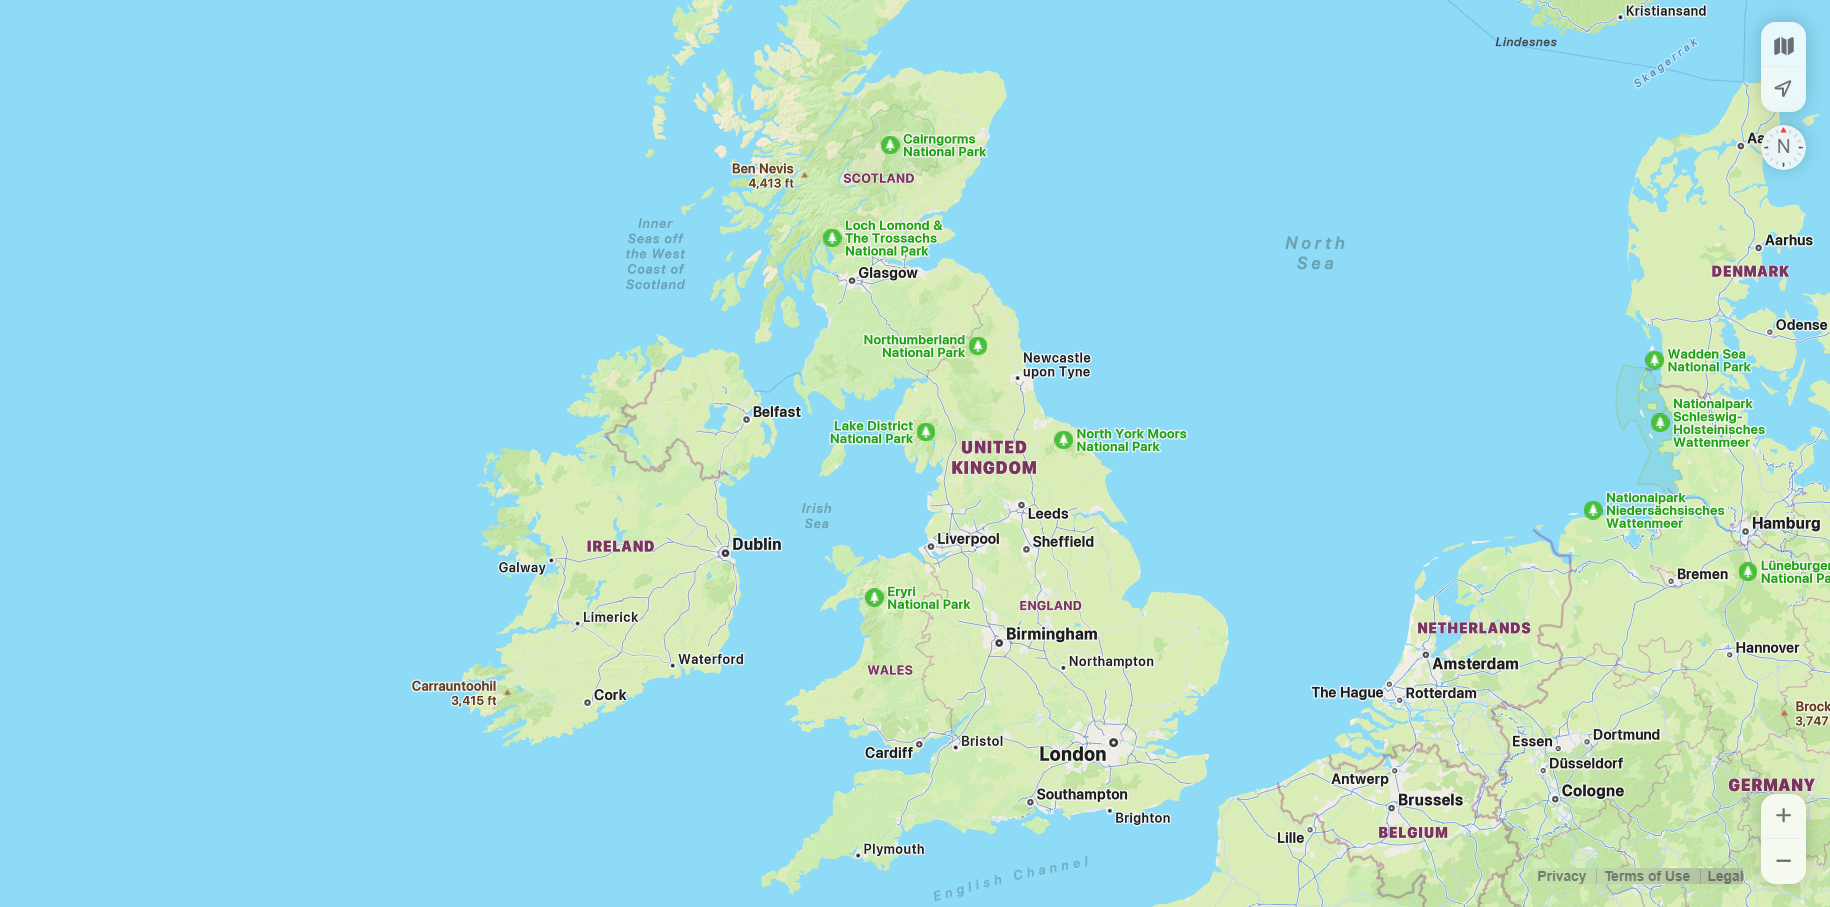 Kristiansand
Lindesnes
Skagerrak
Cairngorms
National Park
Ben Nevis
4,413 ft
SCOTLAND
Inner
Seas off
the West
Coast of
Scotland
Loch Lomond &
The Trossachs
National Park
Glasgow
North
Sea
N
Aarhus
DENMARK
Odense
Northumberland
National Park
Newcastle
upon Tyne
Wadden Sea
National Park
Belfast
Nationalpark
Schleswig-
Holsteinisches
Wattenmeer
Lake District
National Park
UNITED
KINGDOM
North York Moors
National Park
Irish
Sea
Leeds
Nationalpark
Niedersächsisches
Wattenmeer
Hamburg
IRELAND
Dublin
Liverpool
Sheffield
Galway
Bremen
Lüneburger
National Pa
Eryri
National Park
ENGLAND
Limerick
Birmingham
NETHERLANDS
Hannover
Waterford
WALES
Northampton
Amsterdam
Carrauntoohil
3,415 ft
Cork
The Hague
Rotterdam
Brock
3,747
Cardiff
Bristol
London
Essen
Dortmund
Düsseldorf
Antwerp
GERMANY
Southampton
Brussels
Cologne
Brighton
Lille
BELGIUM
Plymouth
English Channel
Privacy
Terms of Use
Legal